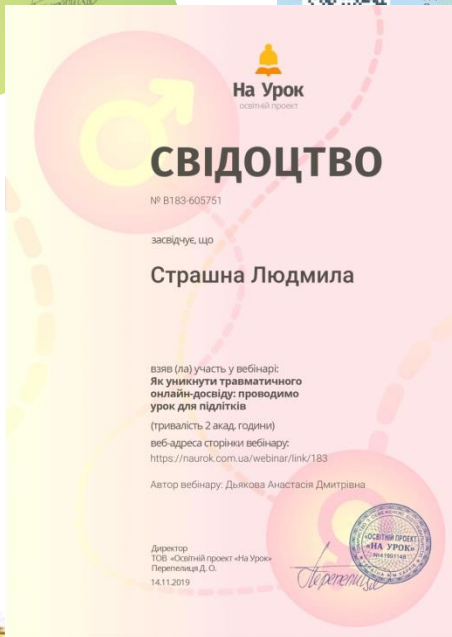 На Урок
освітній проект
СВІДОЦТВО
№ B183-605751
засвідчує, що
Страшна Людмила
взяв (ла) участь у вебінарі:
Як уникнути травматичного
онлайн-досвіду: проводимо
урок для підлітків
(тривалість 2 акад. години)
веб-адреса сторінки вебінару:
https://naurok.com.ua/webinar/link/183
Автор вебінару: Дьякова Анастасія Дмитрівна
Директор
ТОВ «Освітній проект «На Урок»
Перепелиця Д. О.
14.11.2019
«ОСВІТНІЙ ПРОЕКТ
«НА УРОК»